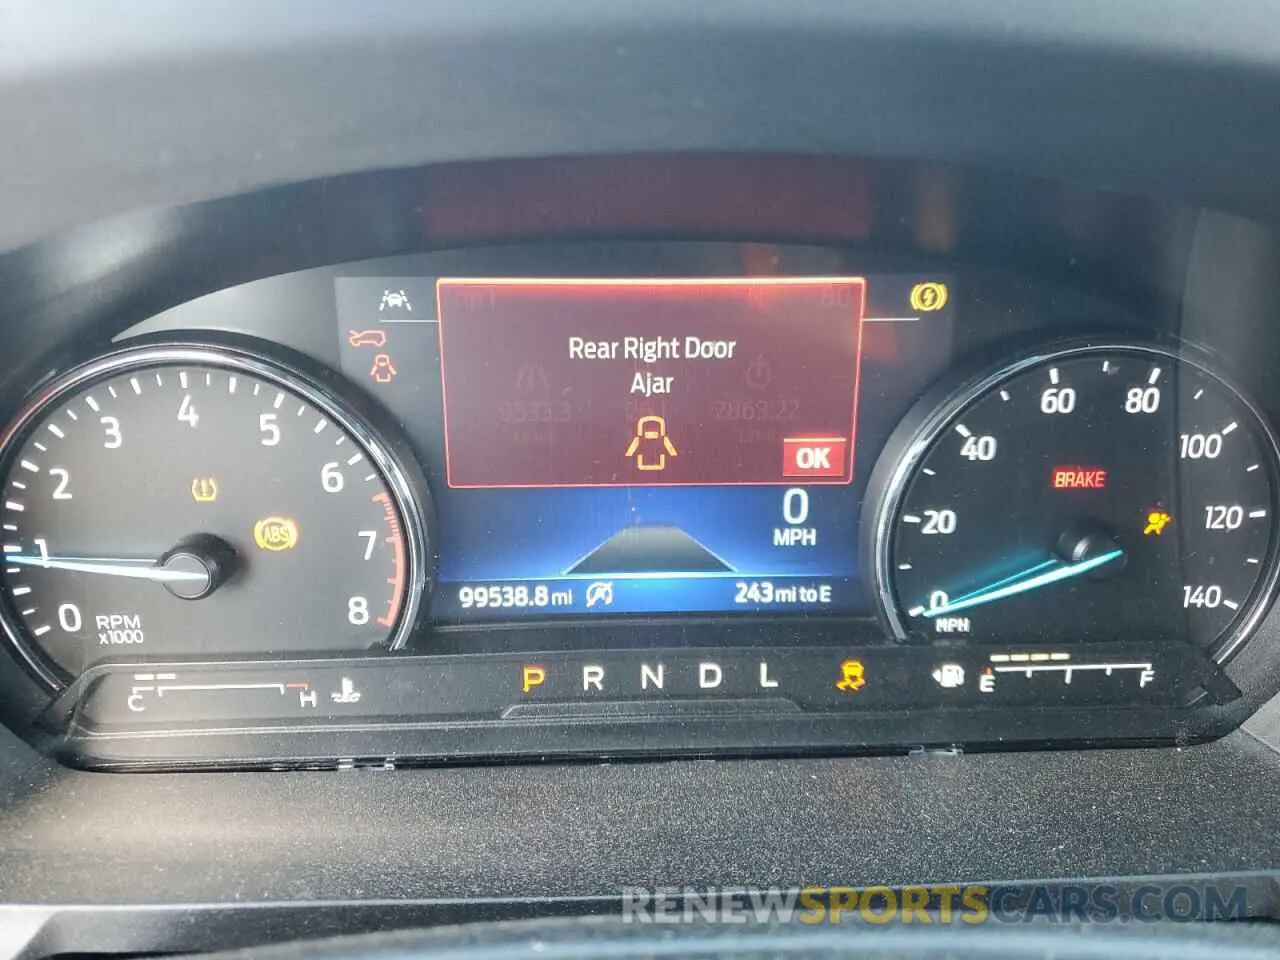 Rear Right Door
Ajar
OK
0
MPH
99538.8 mi
243 mi to E
0 1 2 3 4 5 6 7 8
RPM
x1000
ABS
0 20 40 60 80 100 120 140
MPH
BRAKE
C H
P R N D L
E F
RENEWSPORTSCARS.COM